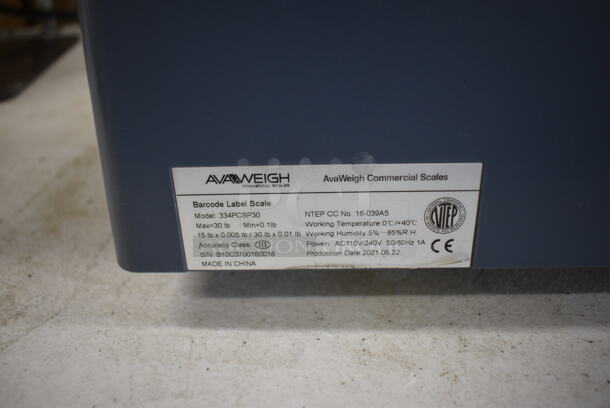 AVAWEIGH
COMMERCIAL SCALES
AvaWeigh Commercial Scales
Barcode Label Scale
Model: 334PCSP30
Max=30 lb Min=0.1lb
15 lb x 0.005 lb / 30 lb x 0.01 lb
Accuracy Class III
S/N: B10C3700160016
MADE IN CHINA
NTEP CC No. 16-039A5
Working Temperature 0℃/+40℃
Working Humidity 5%~85%R.H.
Power: AC110V-240V 50/60Hz 1A
Production Date 2021.06.22
NTEP
CE